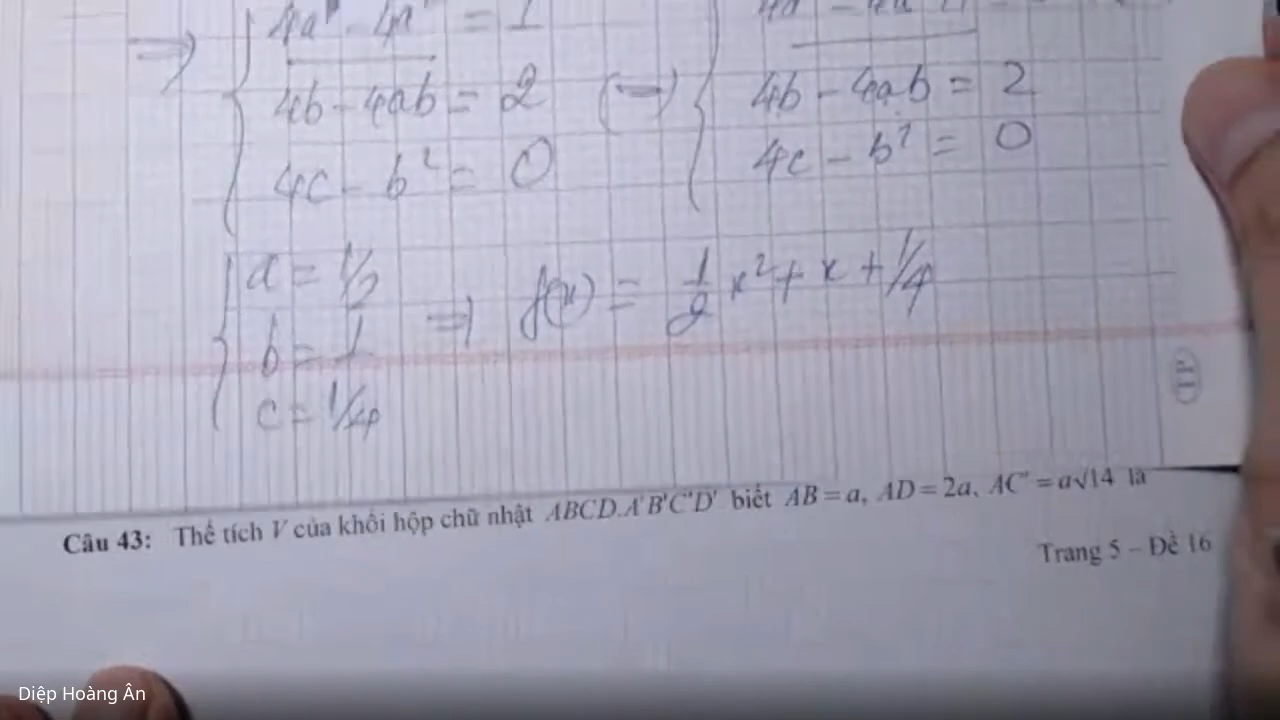 4b - 4ab = 2 4b - 4ab = 2
4c - b² = 0 4c - b² = 0
a = 1/2
b = 1 => f(x) = 1/2 x² + x + 1/4
c = 1/4
Câu 43: Thể tích V của khối hộp chữ nhật ABCD.A'B'C'D' biết AB = a, AD = 2a, AC' = a√14 là
Trang 5 – Đề 16
Diệp Hoàng Ân